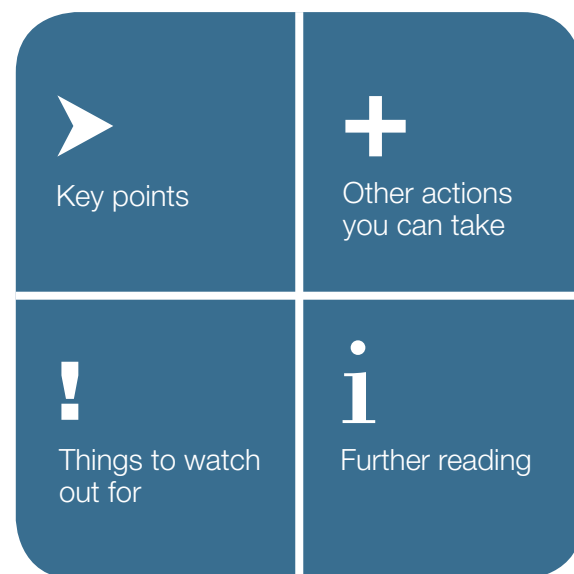 ➤
Key points
+
Other actions
you can take
!
Things to watch
out for
i
Further reading